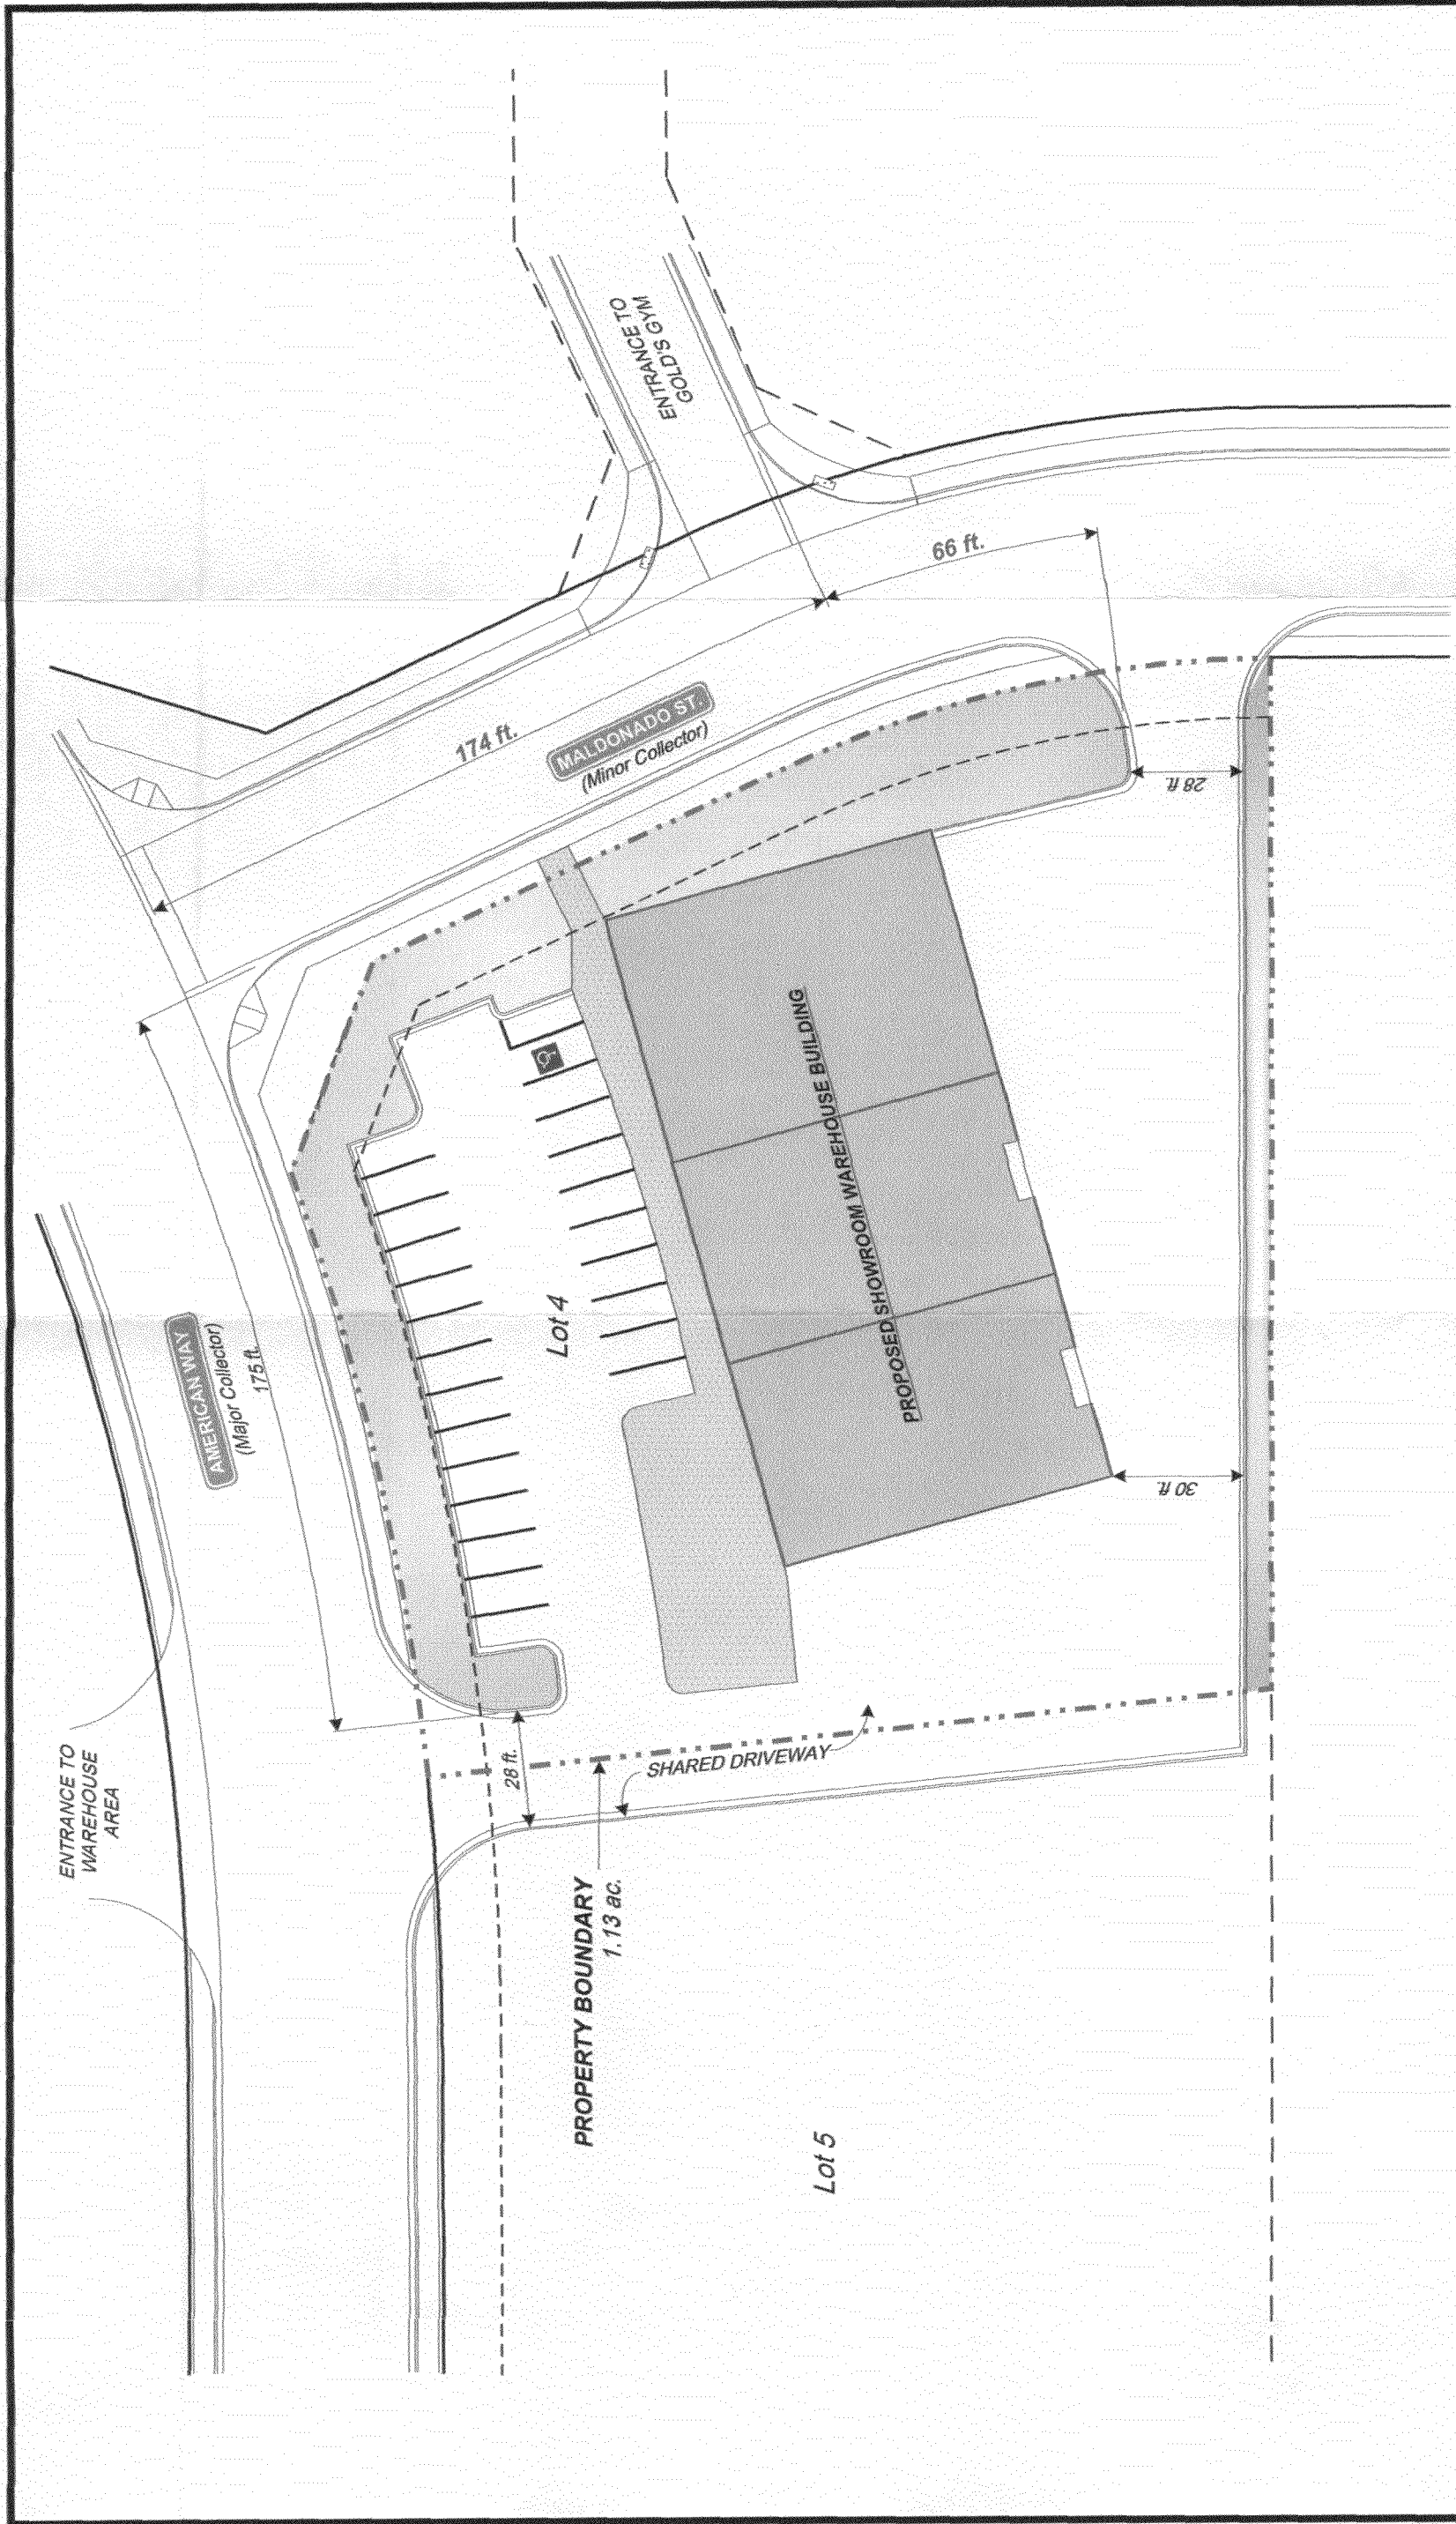 ENTRANCE TO
WAREHOUSE
AREA
AMERICAN WAY
(Major Collector)
175 ft.
174 ft.
MALDONADO ST.
(Minor Collector)
ENTRANCE TO
GOLD'S GYM
66 ft.
28 ft.
Lot 4
PROPOSED SHOWROOM WAREHOUSE BUILDING
30 ft.
28 ft.
SHARED DRIVEWAY
PROPERTY BOUNDARY
1.13 ac.
Lot 5